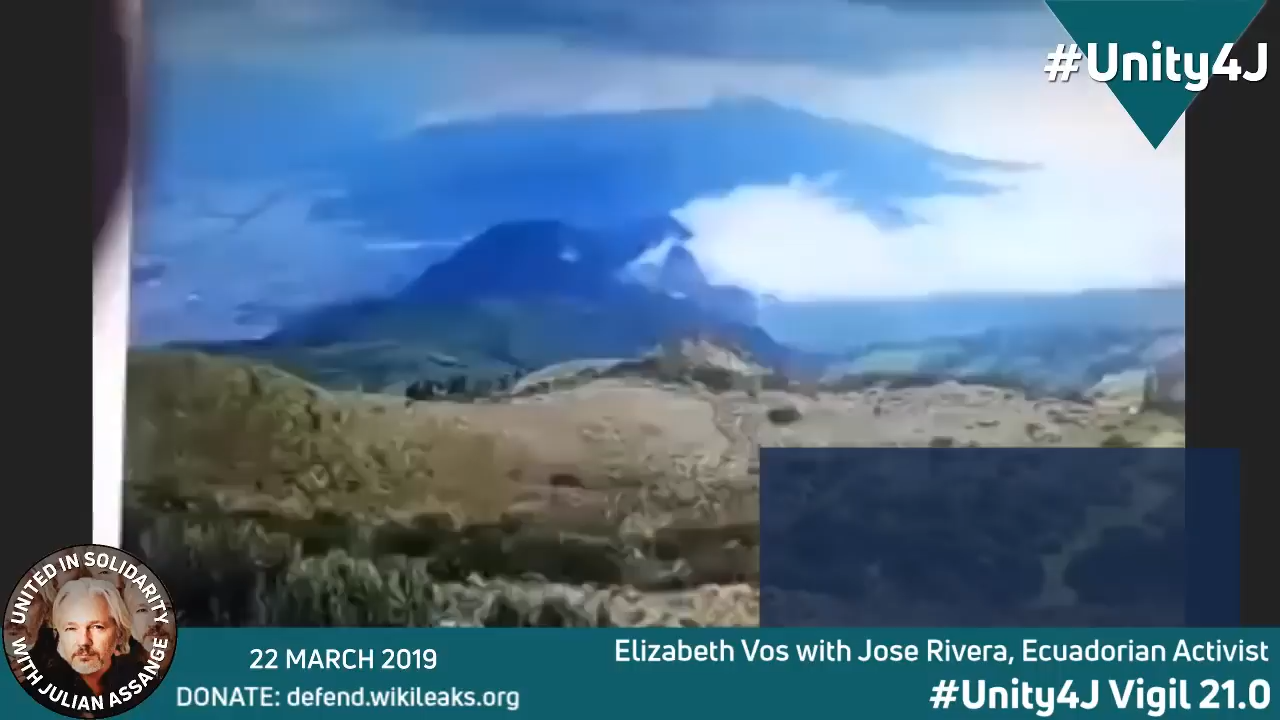 #Unity4J
UNITED IN SOLIDARITY
WITH JULIAN ASSANGE
22 MARCH 2019
DONATE: defend.wikileaks.org
Elizabeth Vos with Jose Rivera, Ecuadorian Activist
#Unity4J Vigil 21.0